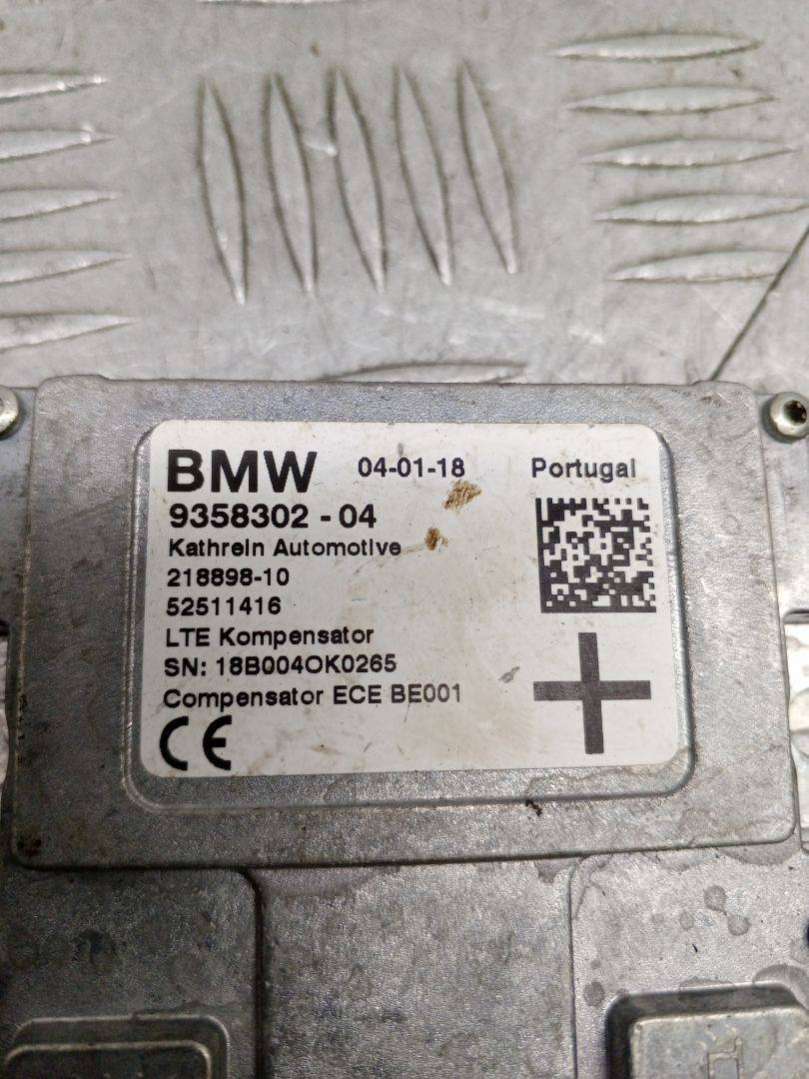 BMW 04-01-18 Portugal
9358302 - 04
Kathrein Automotive
218898-10
52511416
LTE Kompensator
SN: 18B004OK0265
Compensator ECE BE001
CE